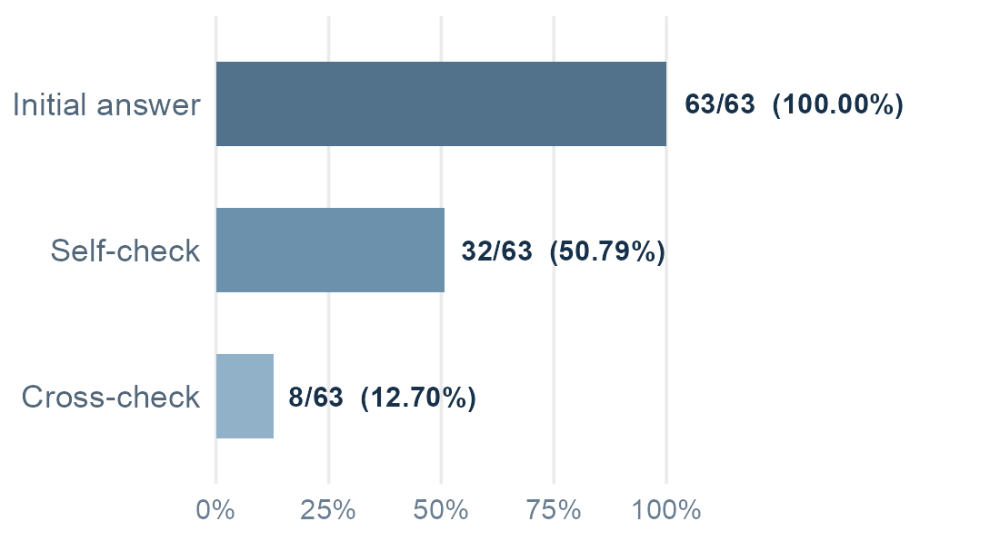 Initial answer 63/63 (100.00%)
Self-check 32/63 (50.79%)
Cross-check 8/63 (12.70%)
0% 25% 50% 75% 100%